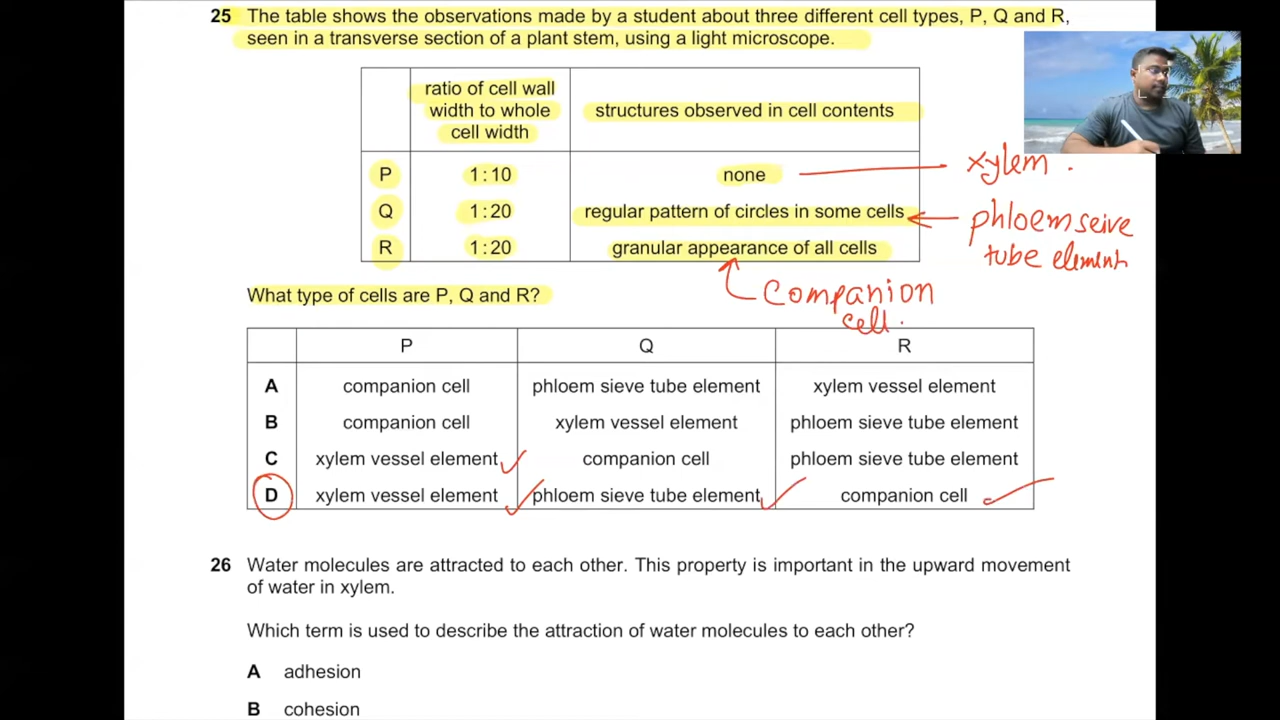 25 The table shows the observations made by a student about three different cell types, P, Q and R,
seen in a transverse section of a plant stem, using a light microscope.
ratio of cell wall
width to whole
cell width
structures observed in cell contents
P 1 : 10 none
xylem .
Q 1 : 20 regular pattern of circles in some cells
phloem seive
tube element
R 1 : 20 granular appearance of all cells
Companion
cell.
What type of cells are P, Q and R?
P Q R
A companion cell phloem sieve tube element xylem vessel element
B companion cell xylem vessel element phloem sieve tube element
C xylem vessel element companion cell phloem sieve tube element
D xylem vessel element phloem sieve tube element companion cell
26 Water molecules are attracted to each other. This property is important in the upward movement
of water in xylem.
Which term is used to describe the attraction of water molecules to each other?
A adhesion
B cohesion